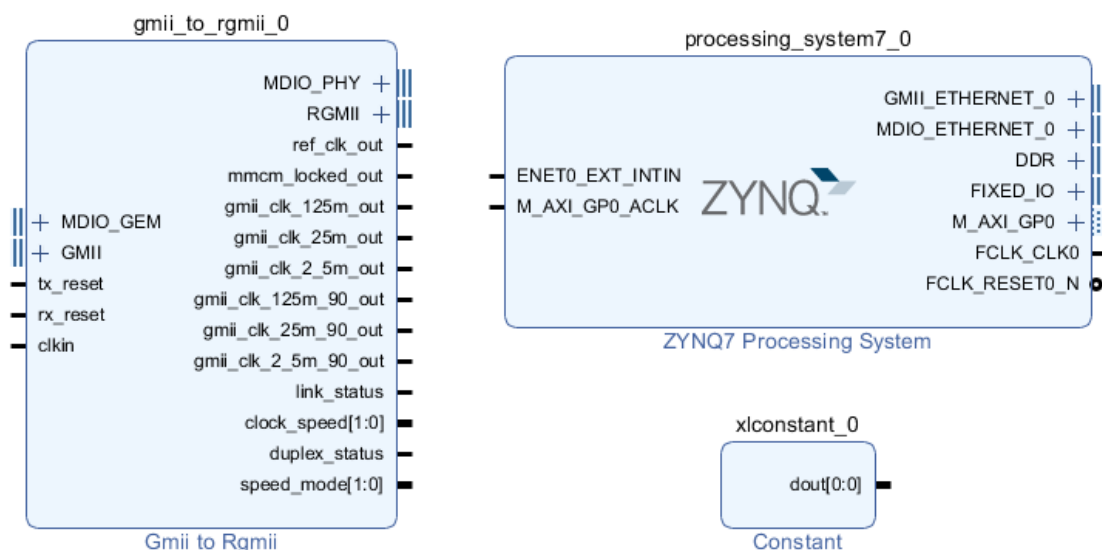 gmii_to_rgmii_0
MDIO_PHY
RGMII
ref_clk_out
mmcm_locked_out
gmii_clk_125m_out
gmii_clk_25m_out
gmii_clk_2_5m_out
gmii_clk_125m_90_out
gmii_clk_25m_90_out
gmii_clk_2_5m_90_out
link_status
clock_speed[1:0]
duplex_status
speed_mode[1:0]
MDIO_GEM
GMII
tx_reset
rx_reset
clkin
Gmii to Rgmii
processing_system7_0
ENET0_EXT_INTIN
M_AXI_GP0_ACLK
ZYNQ
GMII_ETHERNET_0
MDIO_ETHERNET_0
DDR
FIXED_IO
M_AXI_GP0
FCLK_CLK0
FCLK_RESET0_N
ZYNQ7 Processing System
xlconstant_0
dout[0:0]
Constant